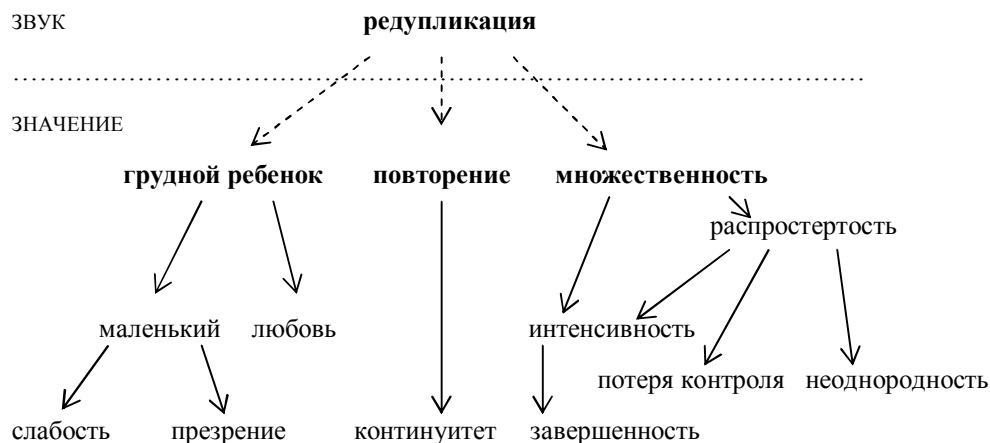 ЗВУК редупликация
ЗНАЧЕНИЕ
грудной ребенок повторение множественность
распростертость
маленький любовь интенсивность
потеря контроля неоднородность
слабость презрение континуитет завершенность